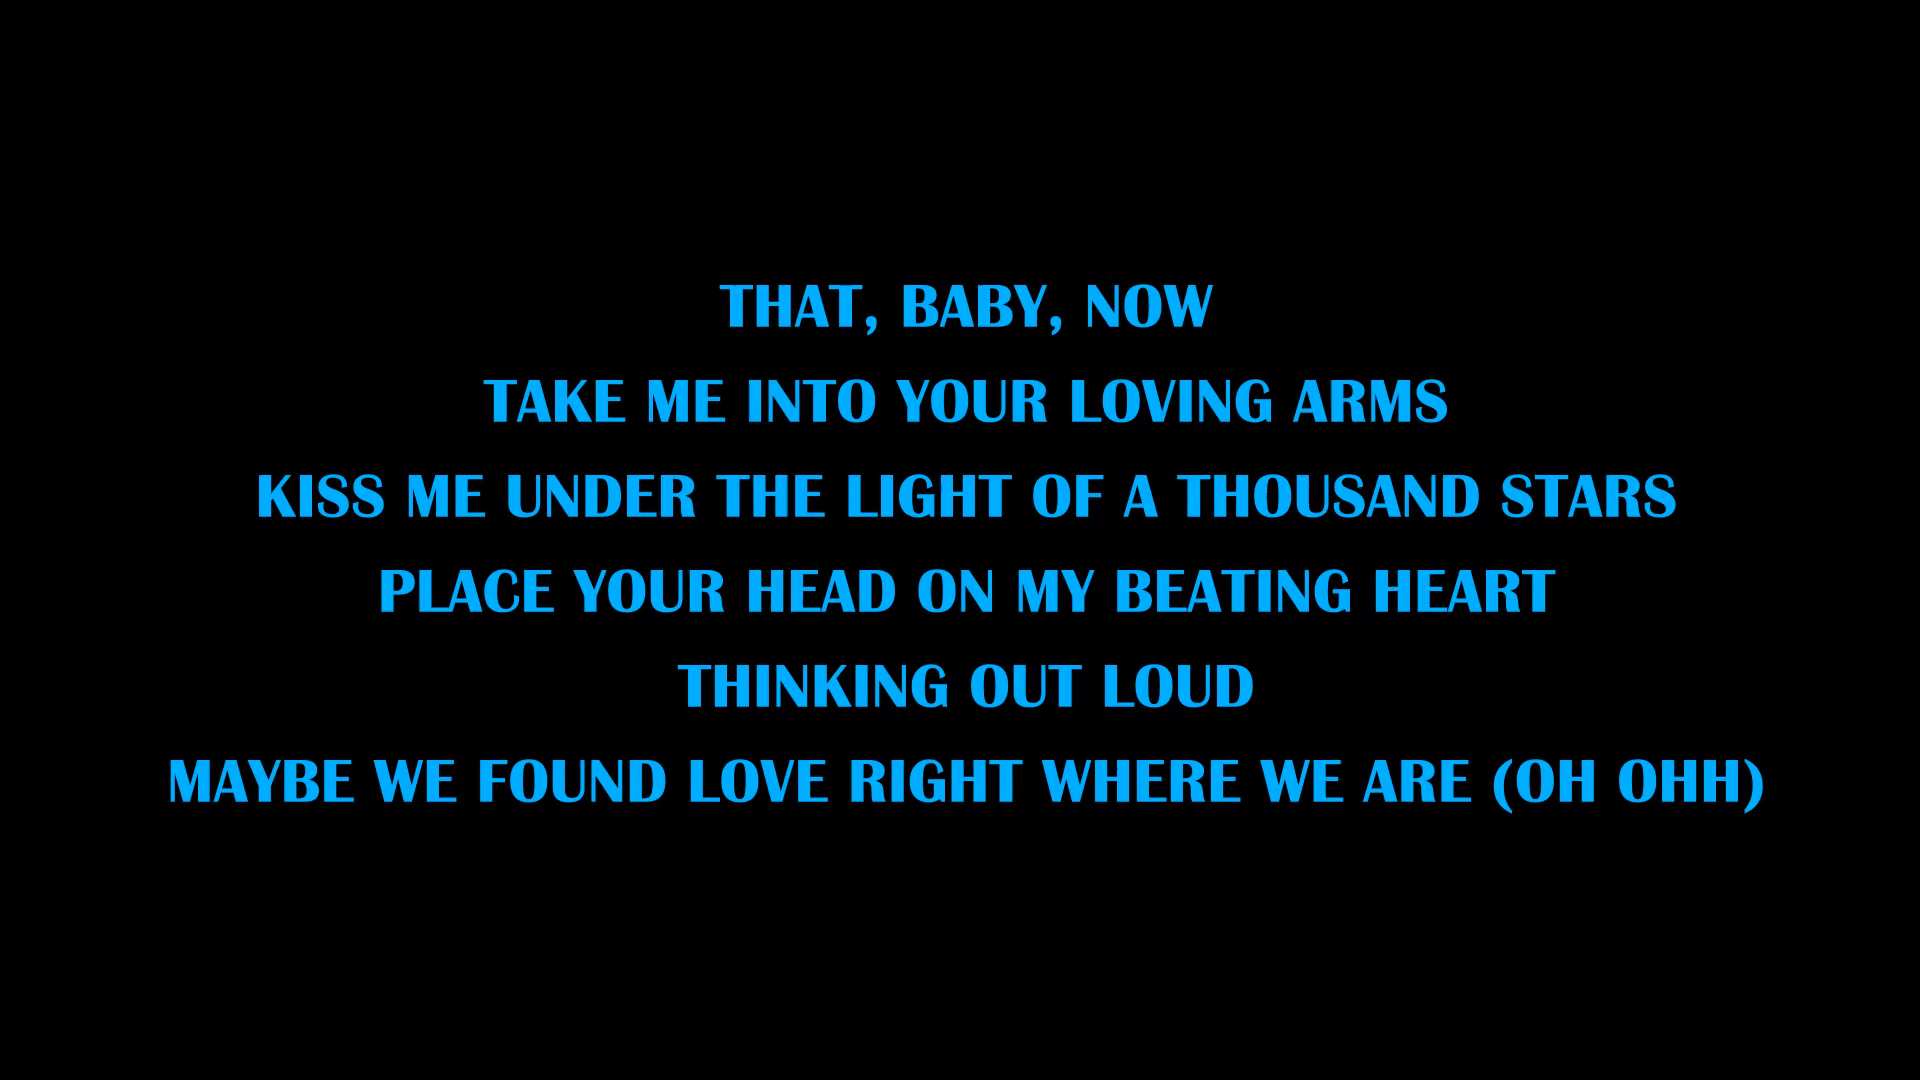 THAT, BABY, NOW
TAKE ME INTO YOUR LOVING ARMS
KISS ME UNDER THE LIGHT OF A THOUSAND STARS
PLACE YOUR HEAD ON MY BEATING HEART
THINKING OUT LOUD
MAYBE WE FOUND LOVE RIGHT WHERE WE ARE (OH OHH)